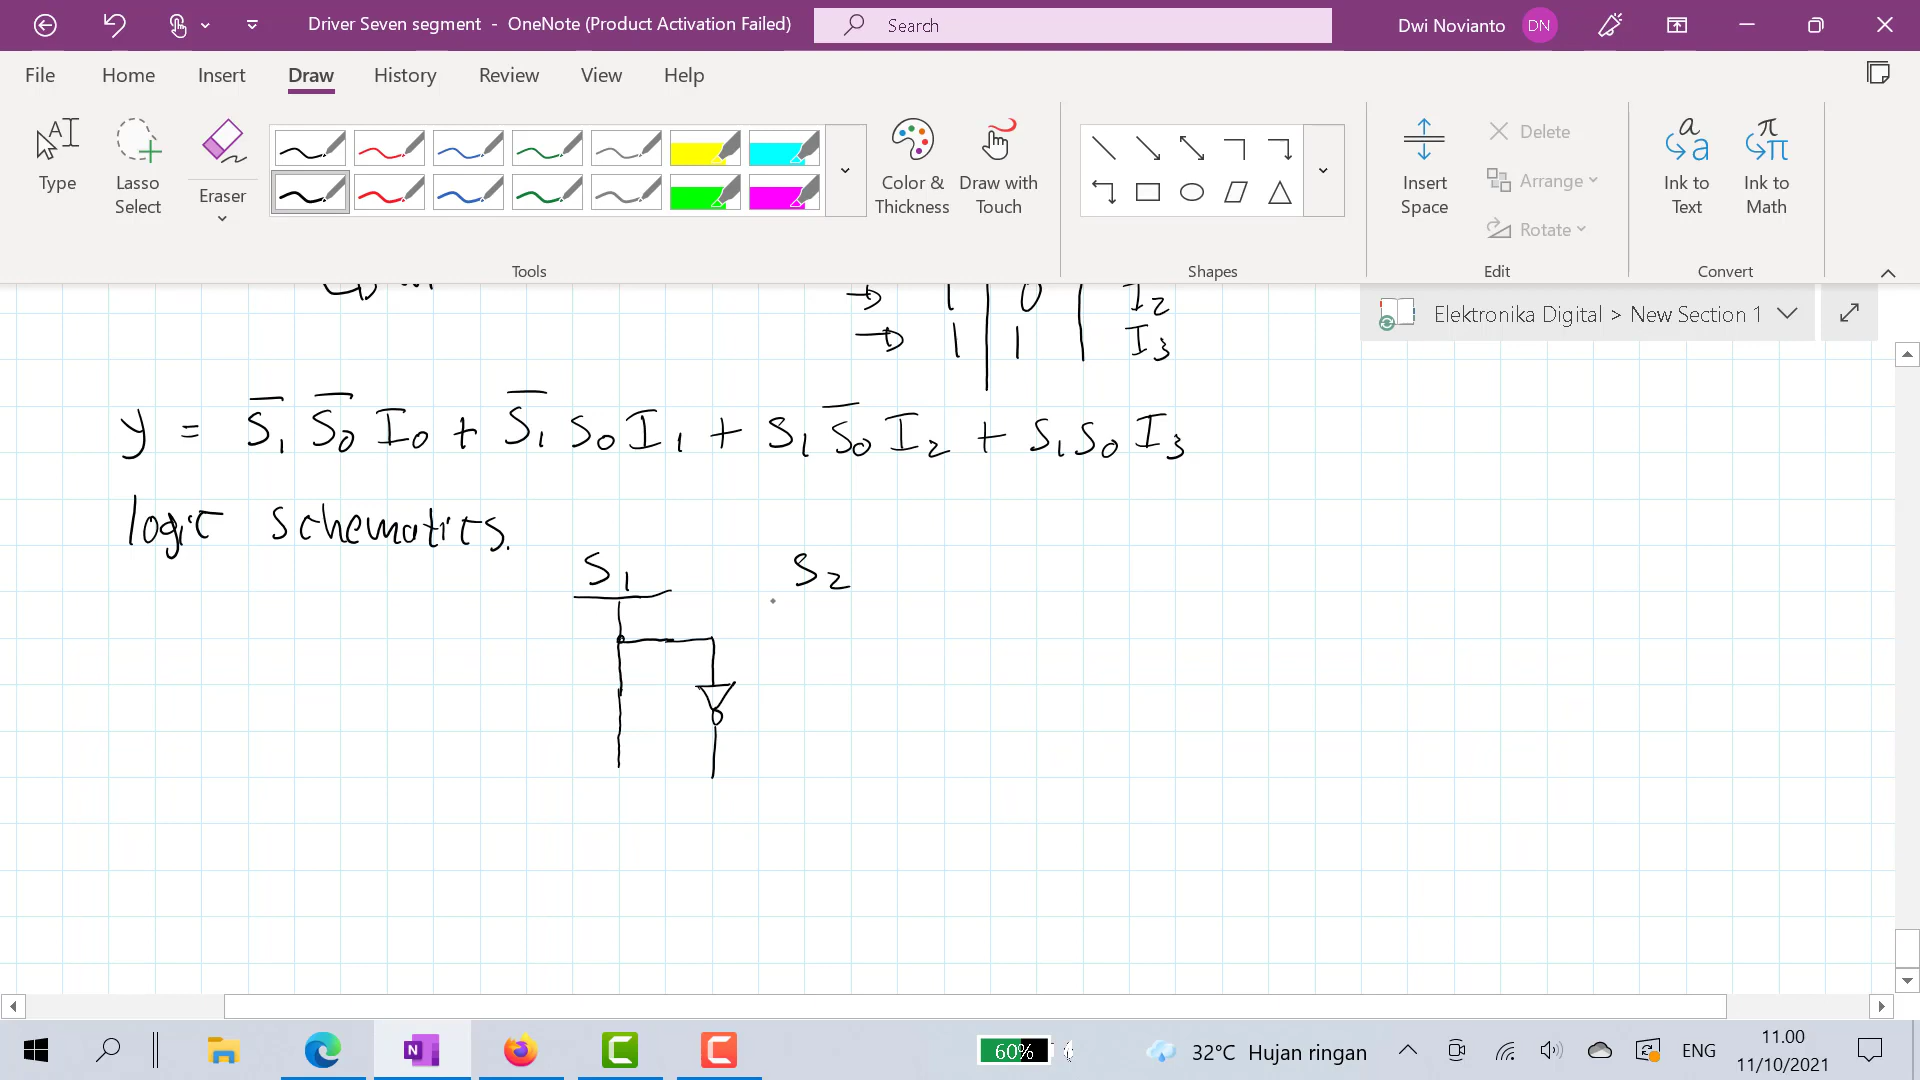 Driver Seven segment - OneNote (Product Activation Failed)
Search
Dwi Novianto
DN
File Home Insert Draw History Review View Help
Type
Lasso Select
Eraser
Color & Thickness
Draw with Touch
Insert Space
Delete
Arrange
Rotate
Ink to Text
Ink to Math
Tools
Shapes
Edit
Convert
Elektronika Digital > New Section 1
→ 1 | 0 | I2
→ 1 | 1 | I3
y = S̅1 S̅0 I0 + S̅1 S0 I1 + S1 S̅0 I2 + S1 S0 I3
logic schematics.
S1 S2
60%
32°C Hujan ringan
ENG
11.00
11/10/2021